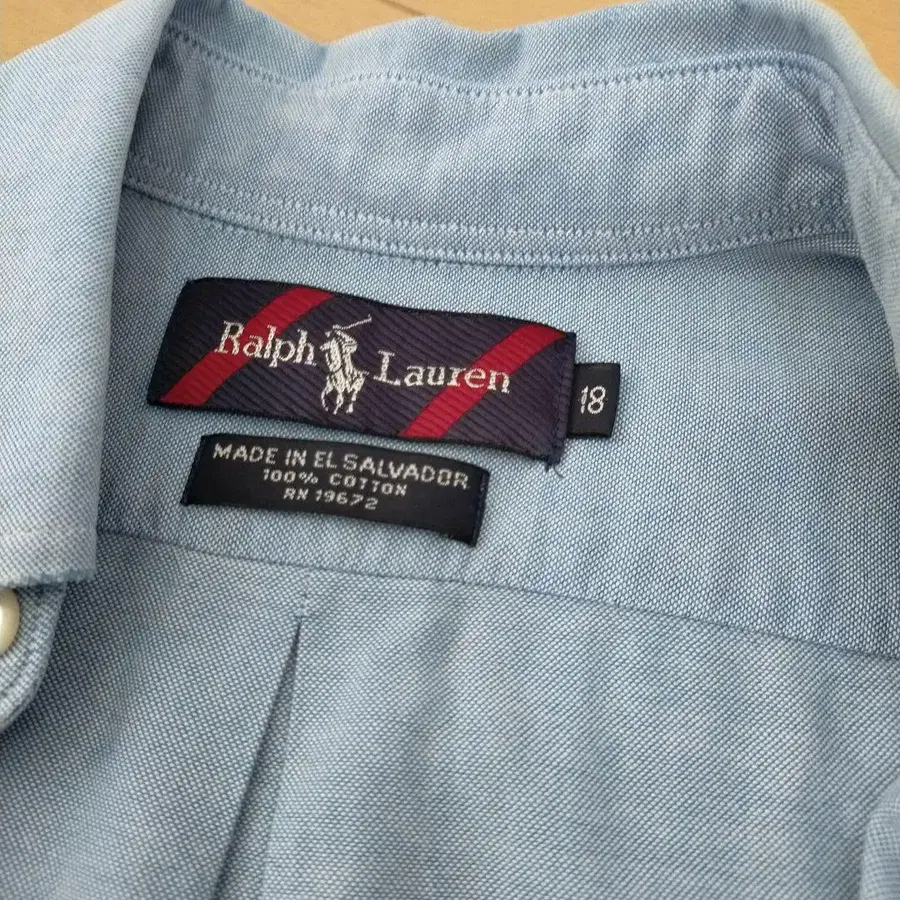 Ralph Lauren
18
MADE IN EL SALVADOR
100% COTTON
RN 19672